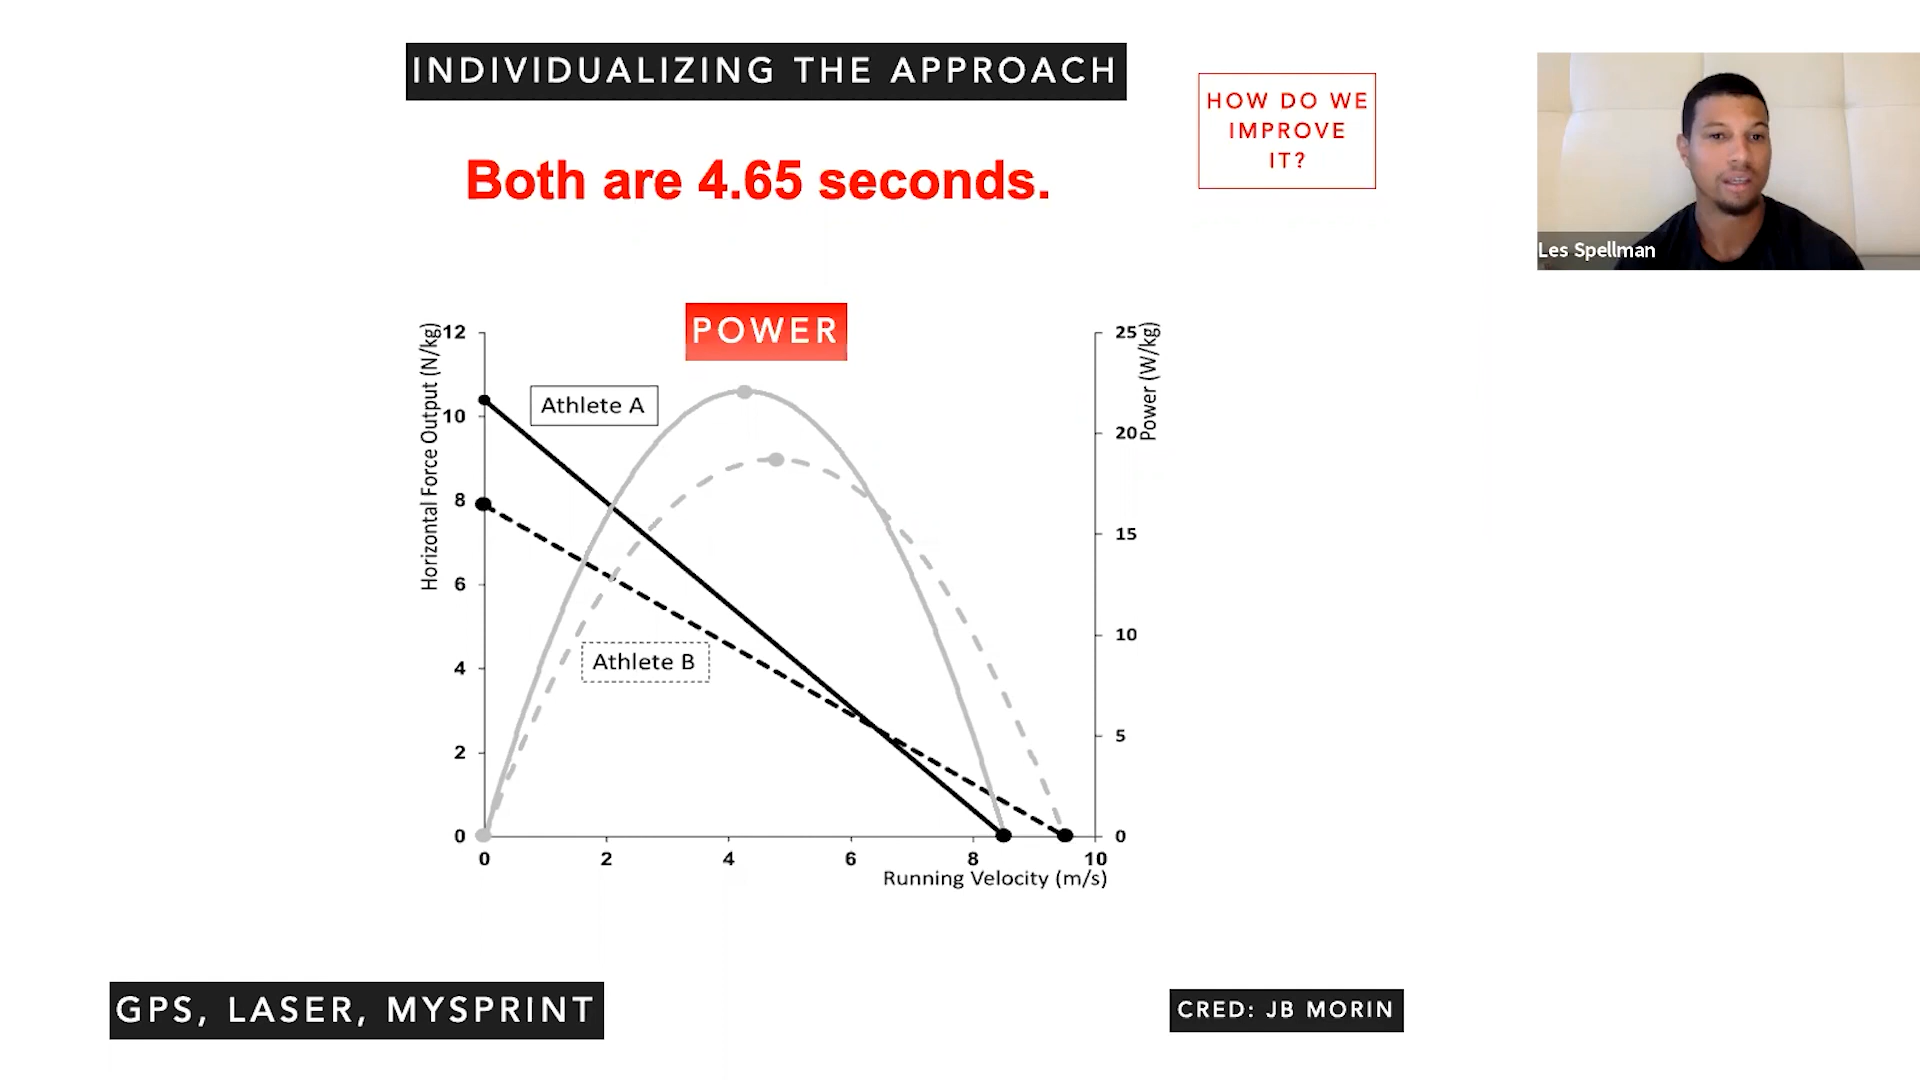 INDIVIDUALIZING THE APPROACH
HOW DO WE
IMPROVE
IT?
Both are 4.65 seconds.
Les Spellman
POWER
Horizontal Force Output (N/kg)
12
10
8
6
4
2
0
Athlete A
Athlete B
Power (W/kg)
25
20
15
10
5
0
0
2
4
6
8
10
Running Velocity (m/s)
GPS, LASER, MYSPRINT
CRED: JB MORIN